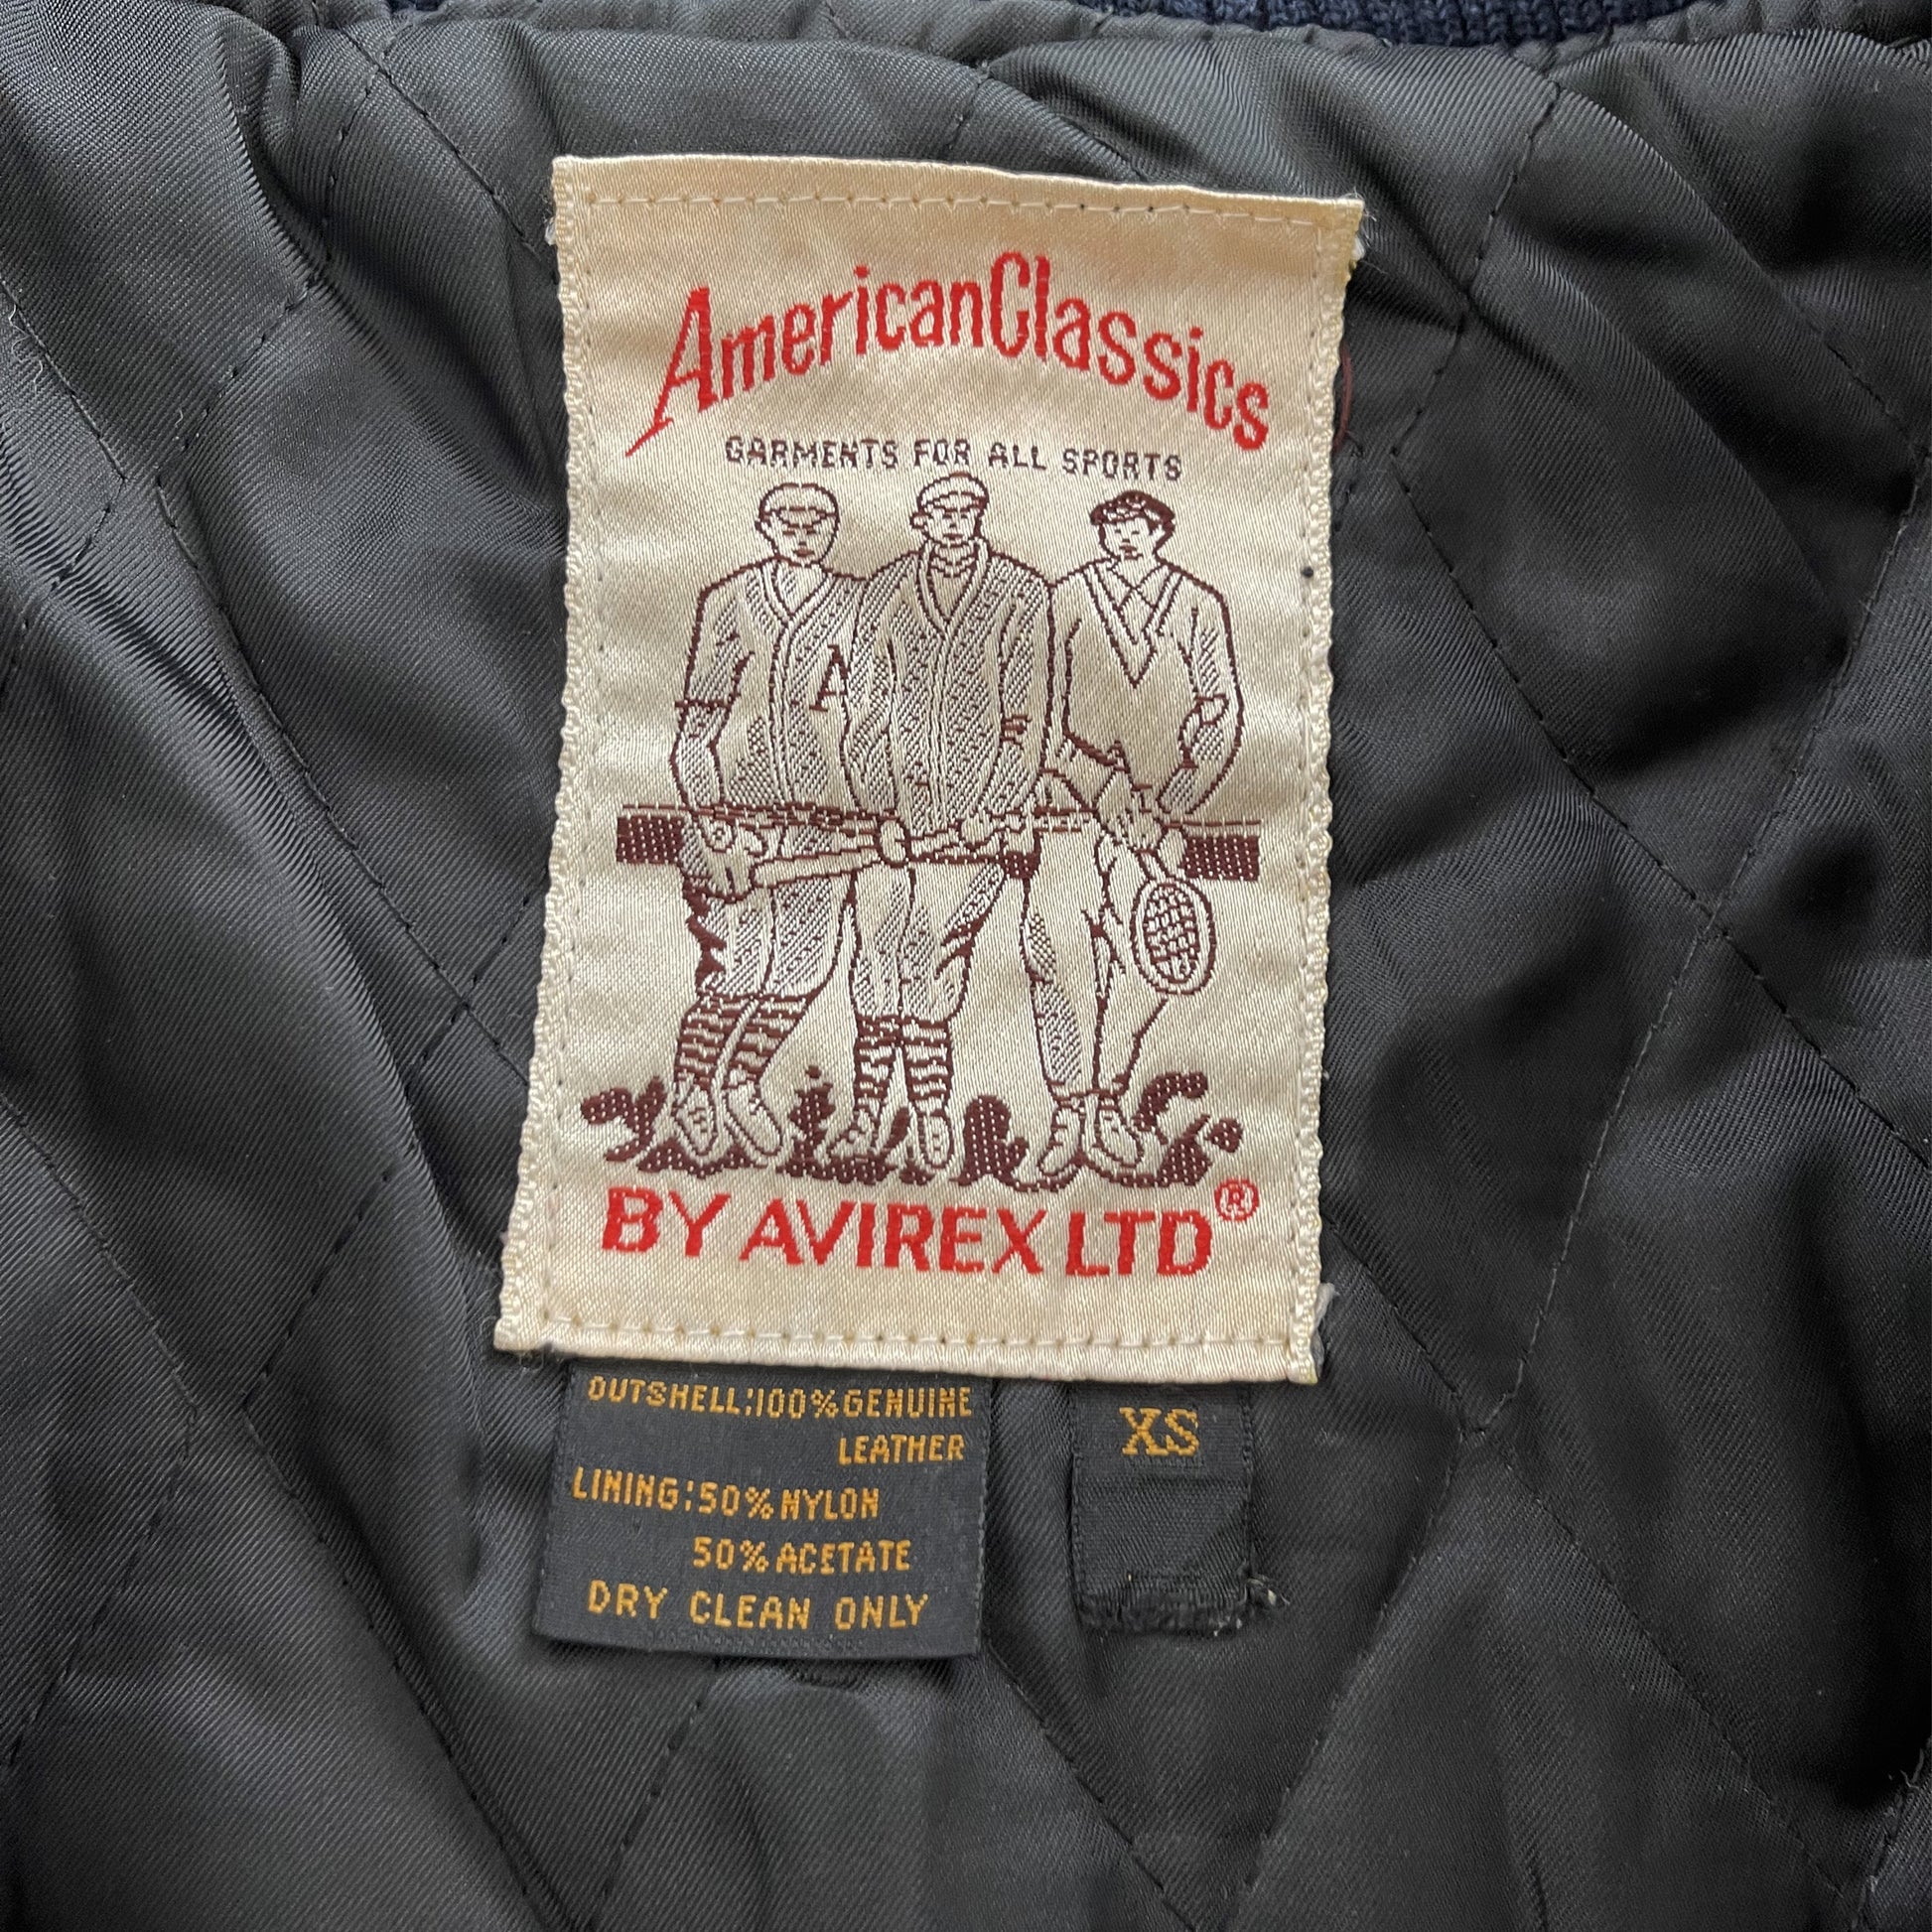 AmericanClassics
GARMENTS FOR ALL SPORTS
A
BY AVIREX LTD®
OUTSHELL:100%GENUINE
LEATHER
LINING:50%NYLON
50%ACETATE
DRY CLEAN ONLY
XS